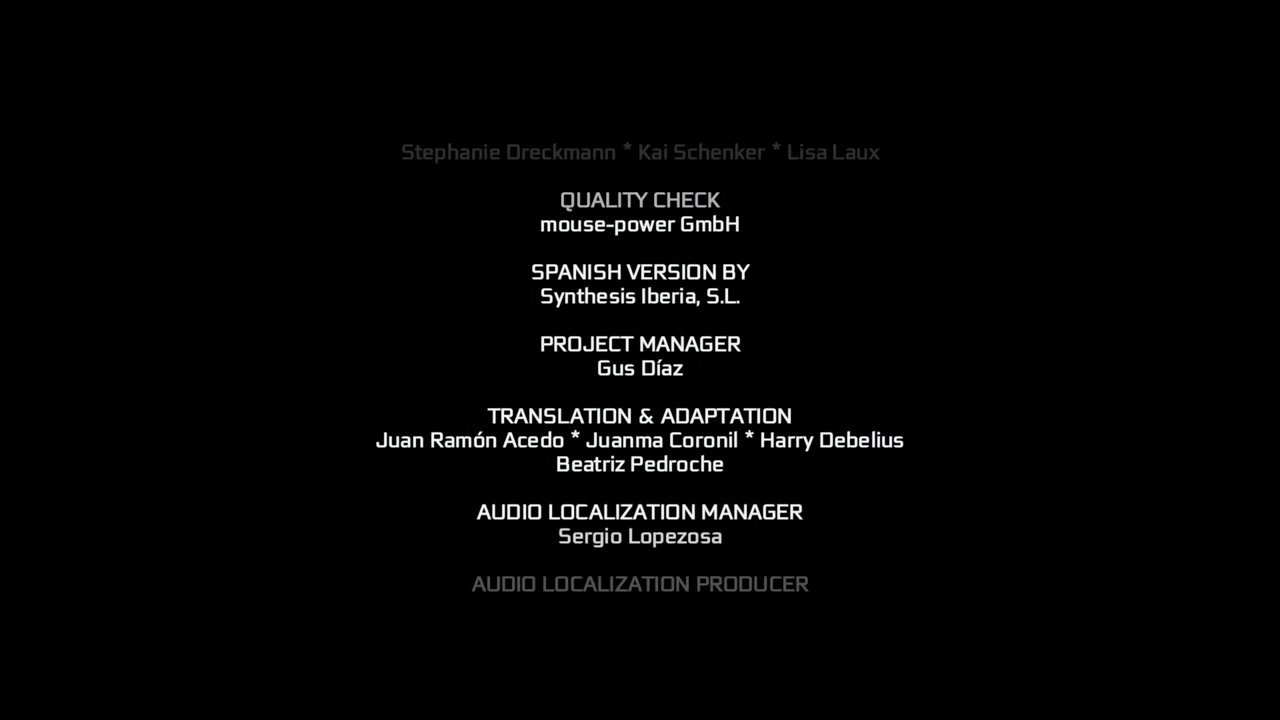 Stephanie Dreckmann * Kai Schenker * Lisa Laux
QUALITY CHECK
mouse-power GmbH
SPANISH VERSION BY
Synthesis Iberia, S.L.
PROJECT MANAGER
Gus Díaz
TRANSLATION & ADAPTATION
Juan Ramón Acedo * Juanma Coronil * Harry Debelius
Beatriz Pedroche
AUDIO LOCALIZATION MANAGER
Sergio Lopezosa
AUDIO LOCALIZATION PRODUCER